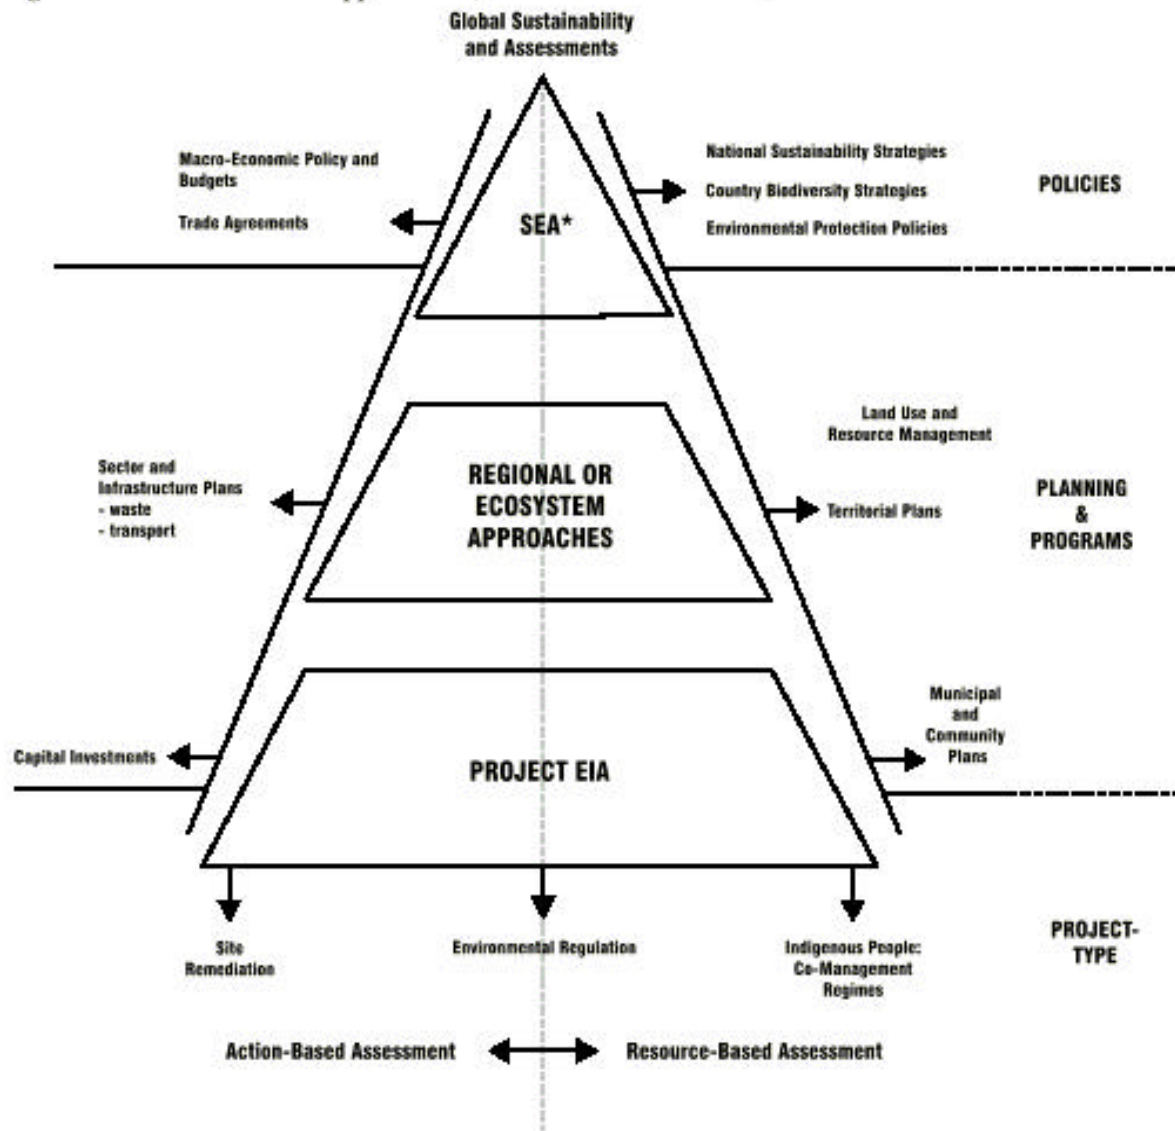 Global Sustainability
and Assessments
Macro-Economic Policy and
Budgets
Trade Agreements
National Sustainability Strategies
Country Biodiversity Strategies
Environmental Protection Policies
POLICIES
SEA*
Sector and
Infrastructure Plans
- waste
- transport
REGIONAL OR
ECOSYSTEM
APPROACHES
Land Use and
Resource Management
Territorial Plans
PLANNING
&
PROGRAMS
Capital Investments
PROJECT EIA
Municipal
and
Community
Plans
Site
Remediation
Environmental Regulation
Indigenous People:
Co-Management
Regimes
PROJECT-
TYPE
Action-Based Assessment
Resource-Based Assessment